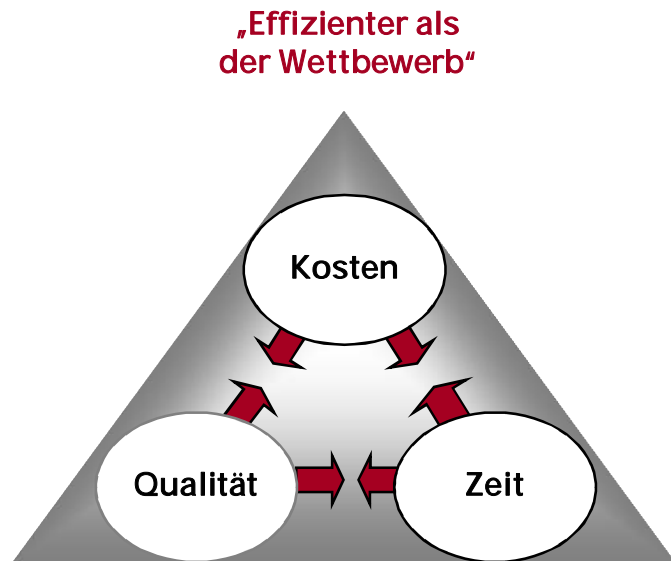 „Effizienter als
der Wettbewerb“
Kosten
Qualität
Zeit